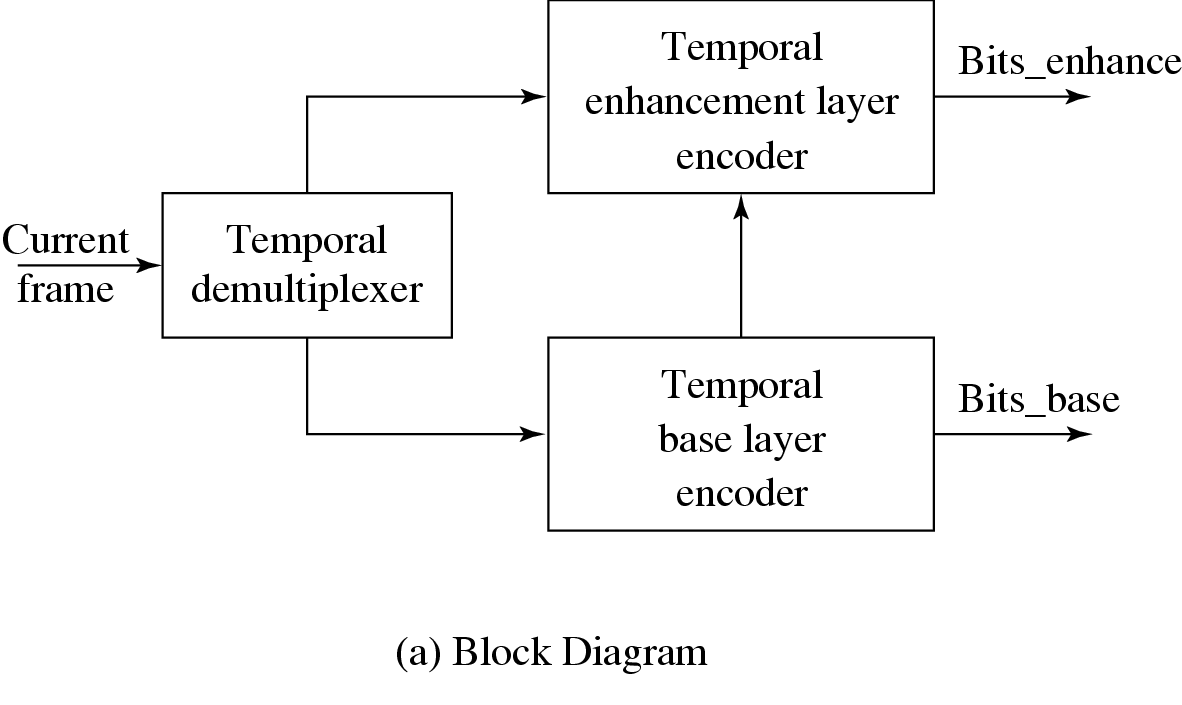 Temporal
enhancement layer
encoder
Bits_enhance
Current
frame
Temporal
demultiplexer
Temporal
base layer
encoder
Bits_base
(a) Block Diagram